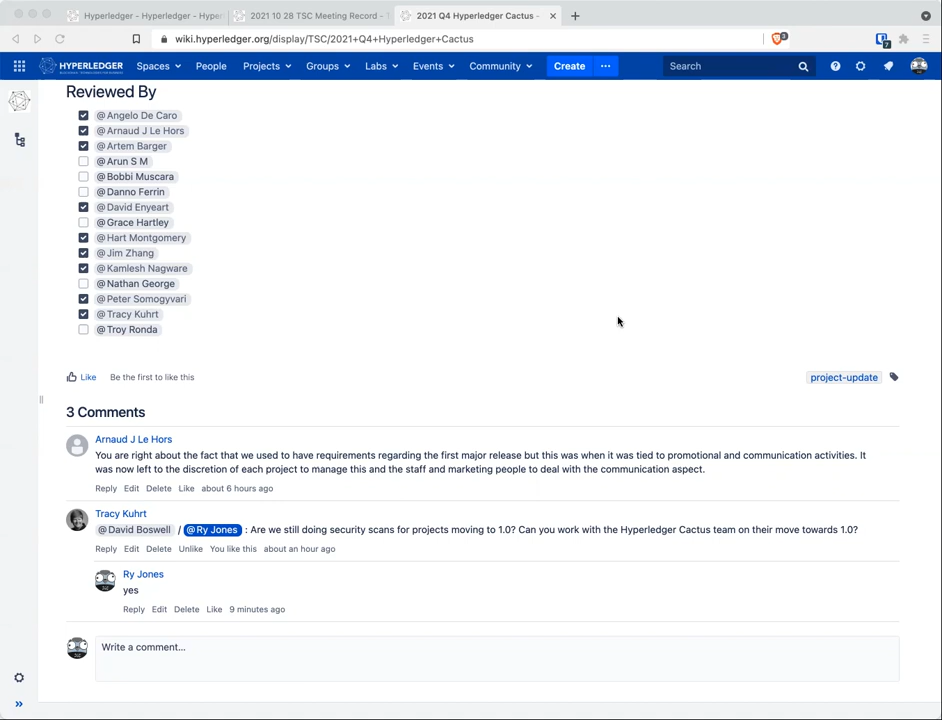 Hyperledger - Hyperledger - Hype
2021 10 28 TSC Meeting Record -
2021 Q4 Hyperledger Cactus -
wiki.hyperledger.org/display/TSC/2021+Q4+Hyperledger+Cactus
HYPERLEDGER Spaces People Projects Groups Labs Events Community Create ··· Search
Reviewed By
@Angelo De Caro
@Arnaud J Le Hors
@Artem Barger
@Arun S M
@Bobbi Muscara
@Danno Ferrin
@David Enyeart
@Grace Hartley
@Hart Montgomery
@Jim Zhang
@Kamlesh Nagware
@Nathan George
@Peter Somogyvari
@Tracy Kuhrt
@Troy Ronda
Like Be the first to like this project-update
3 Comments
Arnaud J Le Hors
You are right about the fact that we used to have requirements regarding the first major release but this was when it was tied to promotional and communication activities. It
was now left to the discretion of each project to manage this and the staff and marketing people to deal with the communication aspect.
Reply Edit Delete Like about 6 hours ago
Tracy Kuhrt
@David Boswell / @Ry Jones : Are we still doing security scans for projects moving to 1.0? Can you work with the Hyperledger Cactus team on their move towards 1.0?
Reply Edit Delete Unlike You like this about an hour ago
Ry Jones
yes
Reply Edit Delete Like 9 minutes ago
Write a comment…